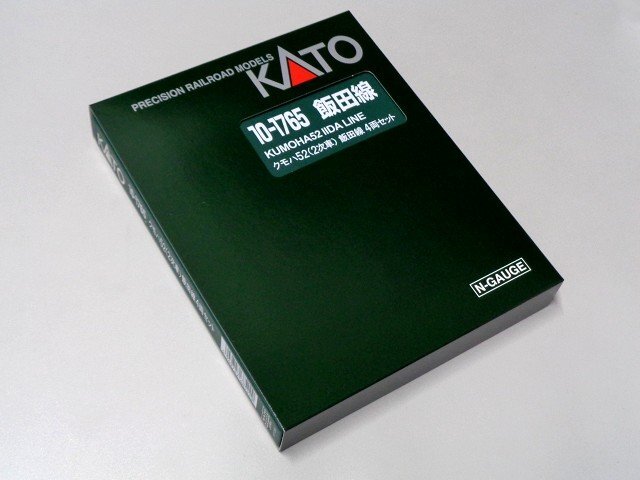 PRECISION RAILROAD MODELS
KATO
10-1765 飯田線
KUMOHA52 IIDA LINE
クモハ52(2次車) 飯田線 4両セット
N-GAUGE
KATO